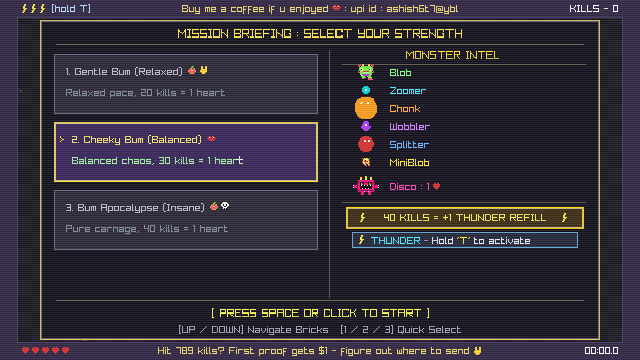 [hold T]
Buy me a coffee if u enjoyed : upi id : ashish6t7@ybl
KILLS - 0
MISSION BRIEFING : SELECT YOUR STRENGTH
1. Gentle Bum (Relaxed)
Relaxed pace, 20 kills = 1 heart
> 2. Cheeky Bum (Balanced)
Balanced chaos, 30 kills = 1 heart
3. Bum Apocalypse (Insane)
Pure carnage, 40 kills = 1 heart
MONSTER INTEL
Blob
Zoomer
Chonk
Wobbler
Splitter
MiniBlob
Disco : 1
40 KILLS = +1 THUNDER REFILL
THUNDER - Hold 'T' to activate
[ PRESS SPACE OR CLICK TO START ]
[UP / DOWN] Navigate Bricks [1 / 2 / 3] Quick Select
Hit 789 kills? First proof gets $1 - figure out where to send
00:00.0